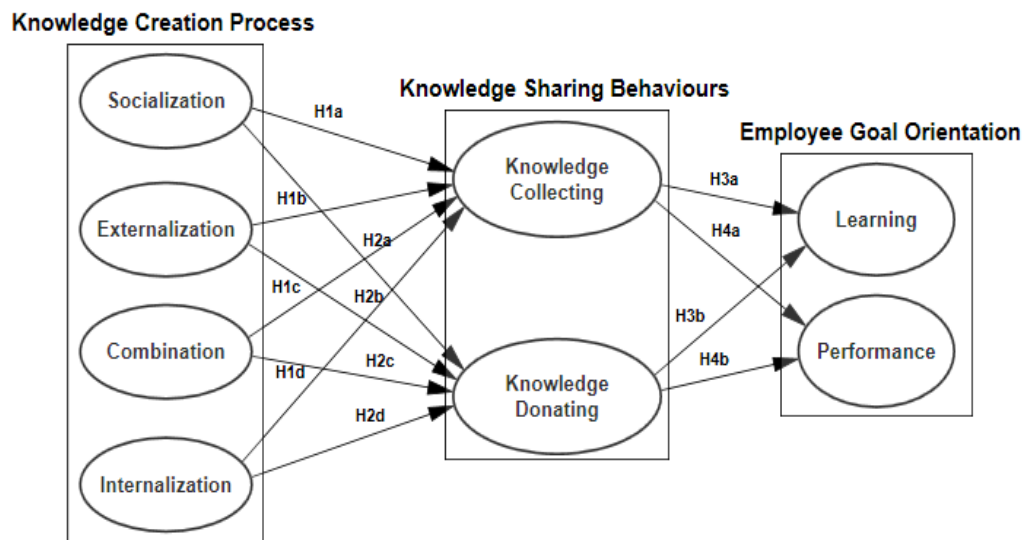 Knowledge Creation Process
Socialization
Externalization
Combination
Internalization
H1a
H1b
H2a
H1c
H2b
H2c
H1d
H2d
Knowledge Sharing Behaviours
Knowledge
Collecting
Knowledge
Donating
H3a
H4a
H3b
H4b
Employee Goal Orientation
Learning
Performance